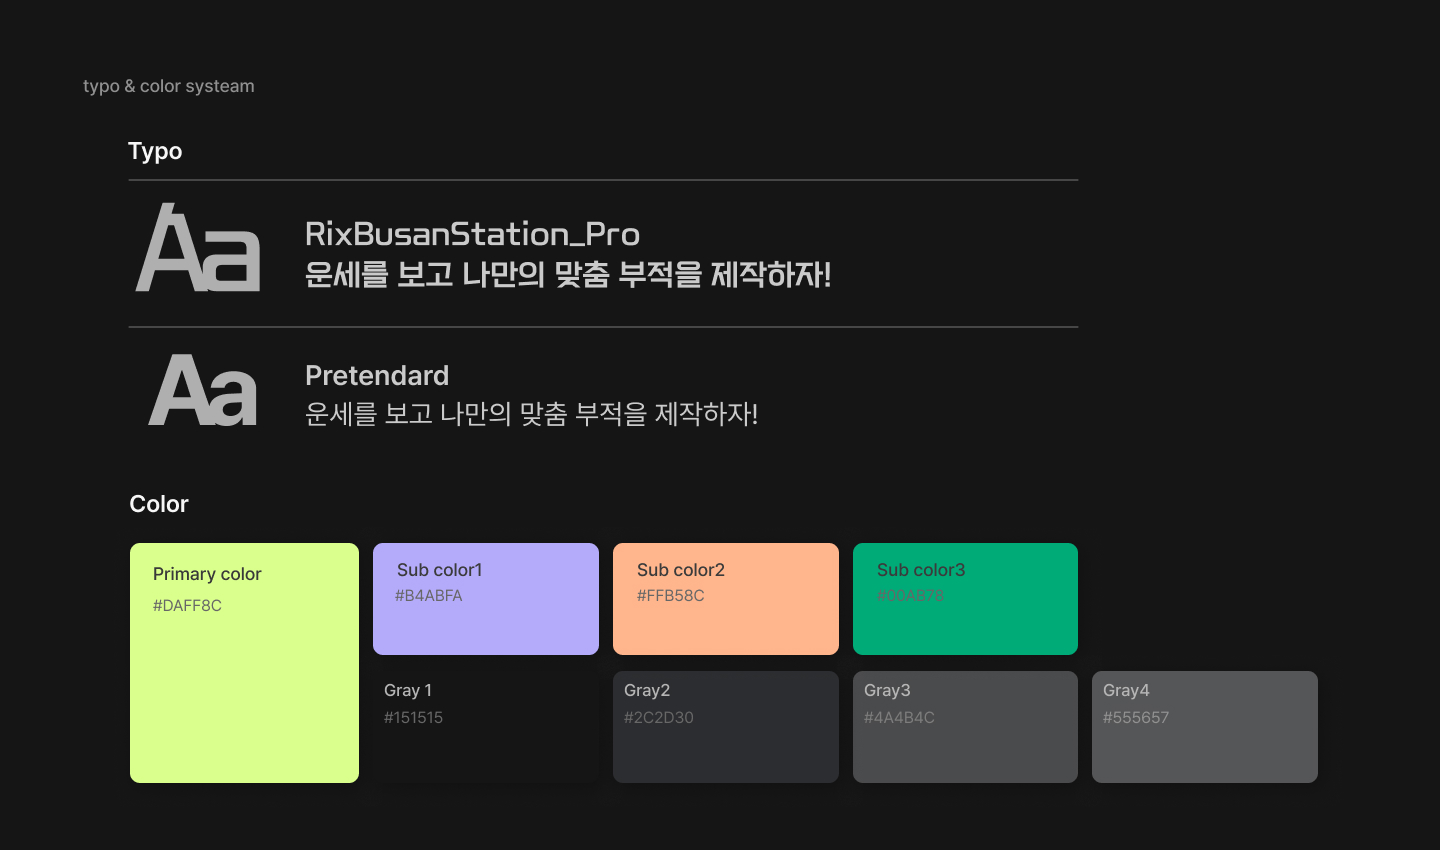 typo & color systeam
Typo
Aa
RixBusanStation_Pro
운세를 보고 나만의 맞춤 부적을 제작하자!
Aa
Pretendard
운세를 보고 나만의 맞춤 부적을 제작하자!
Color
Primary color
#DAFF8C
Sub color1
#B4ABFA
Sub color2
#FFB58C
Sub color3
#00AB78
Gray 1
#151515
Gray2
#2C2D30
Gray3
#4A4B4C
Gray4
#555657